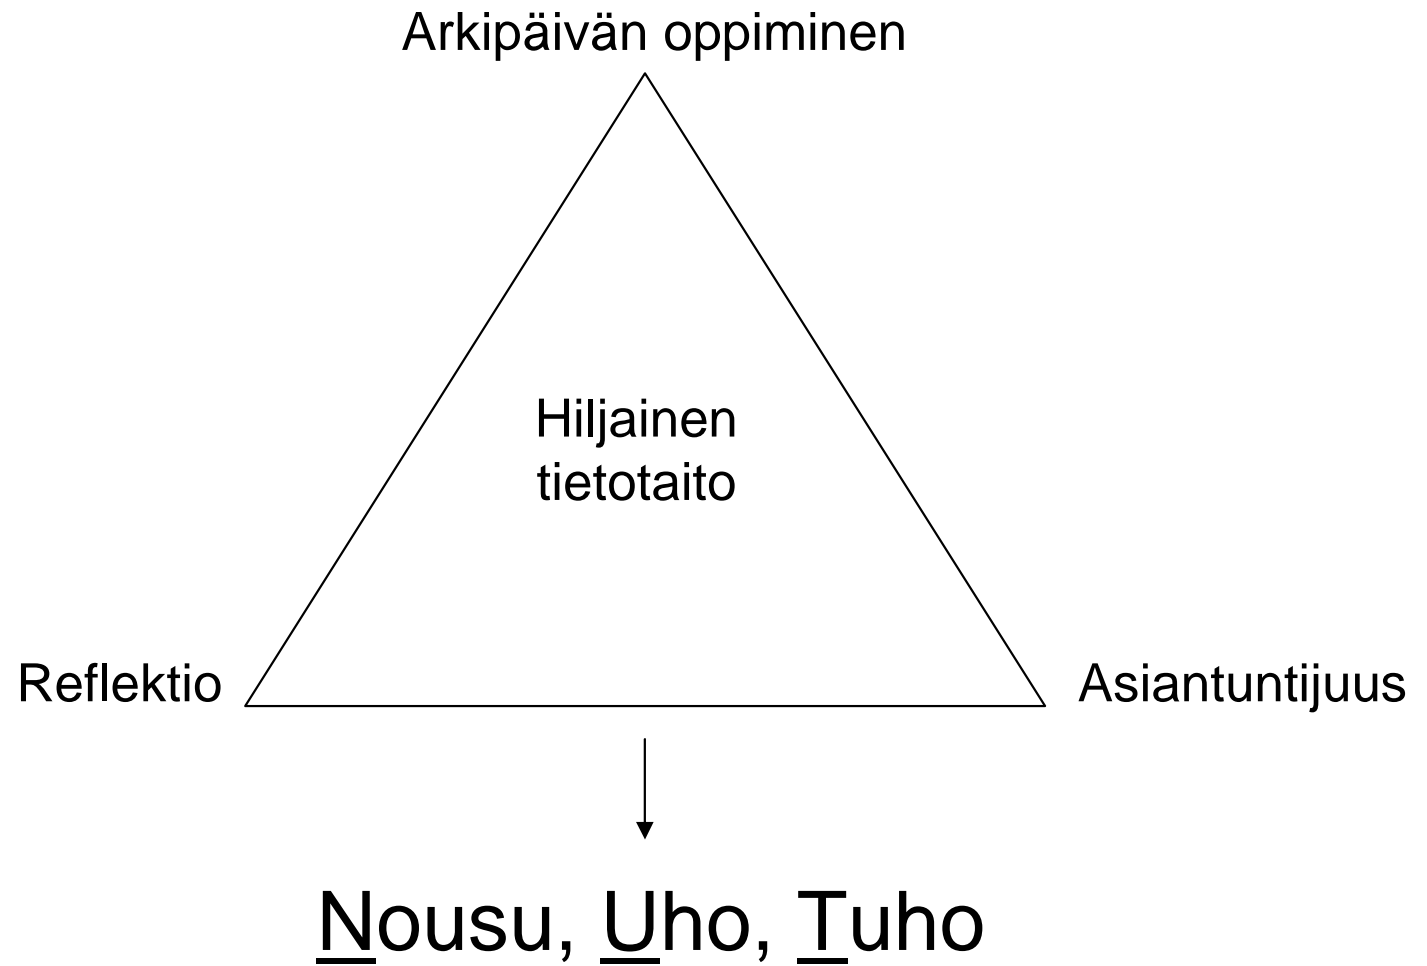 Arkipäivän oppiminen
Hiljainen
tietotaito
Reflektio
Asiantuntijuus
Nousu, Uho, Tuho